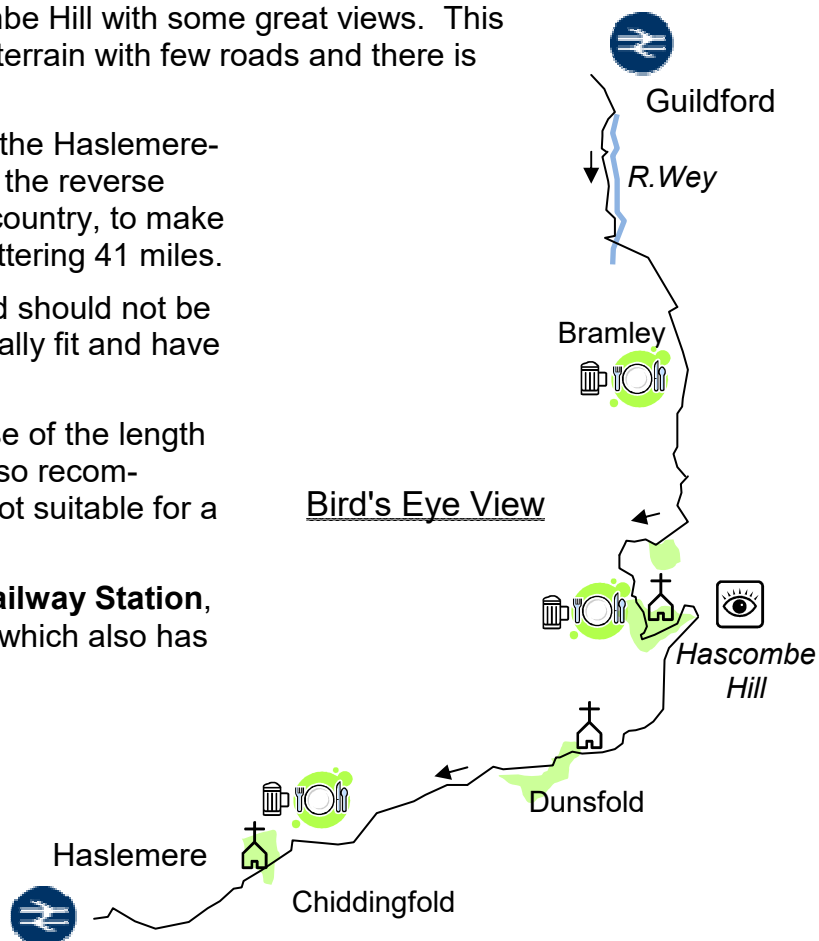 be Hill with some great views. This
terrain with few roads and there is
the Haslemere-
the reverse
country, to make
ttering 41 miles.
d should not be
ally fit and have
se of the length
so recom-
ot suitable for a
ailway Station,
which also has
Guildford
R.Wey
Bramley
Bird's Eye View
Hascombe
Hill
Dunsfold
Haslemere
Chiddingfold